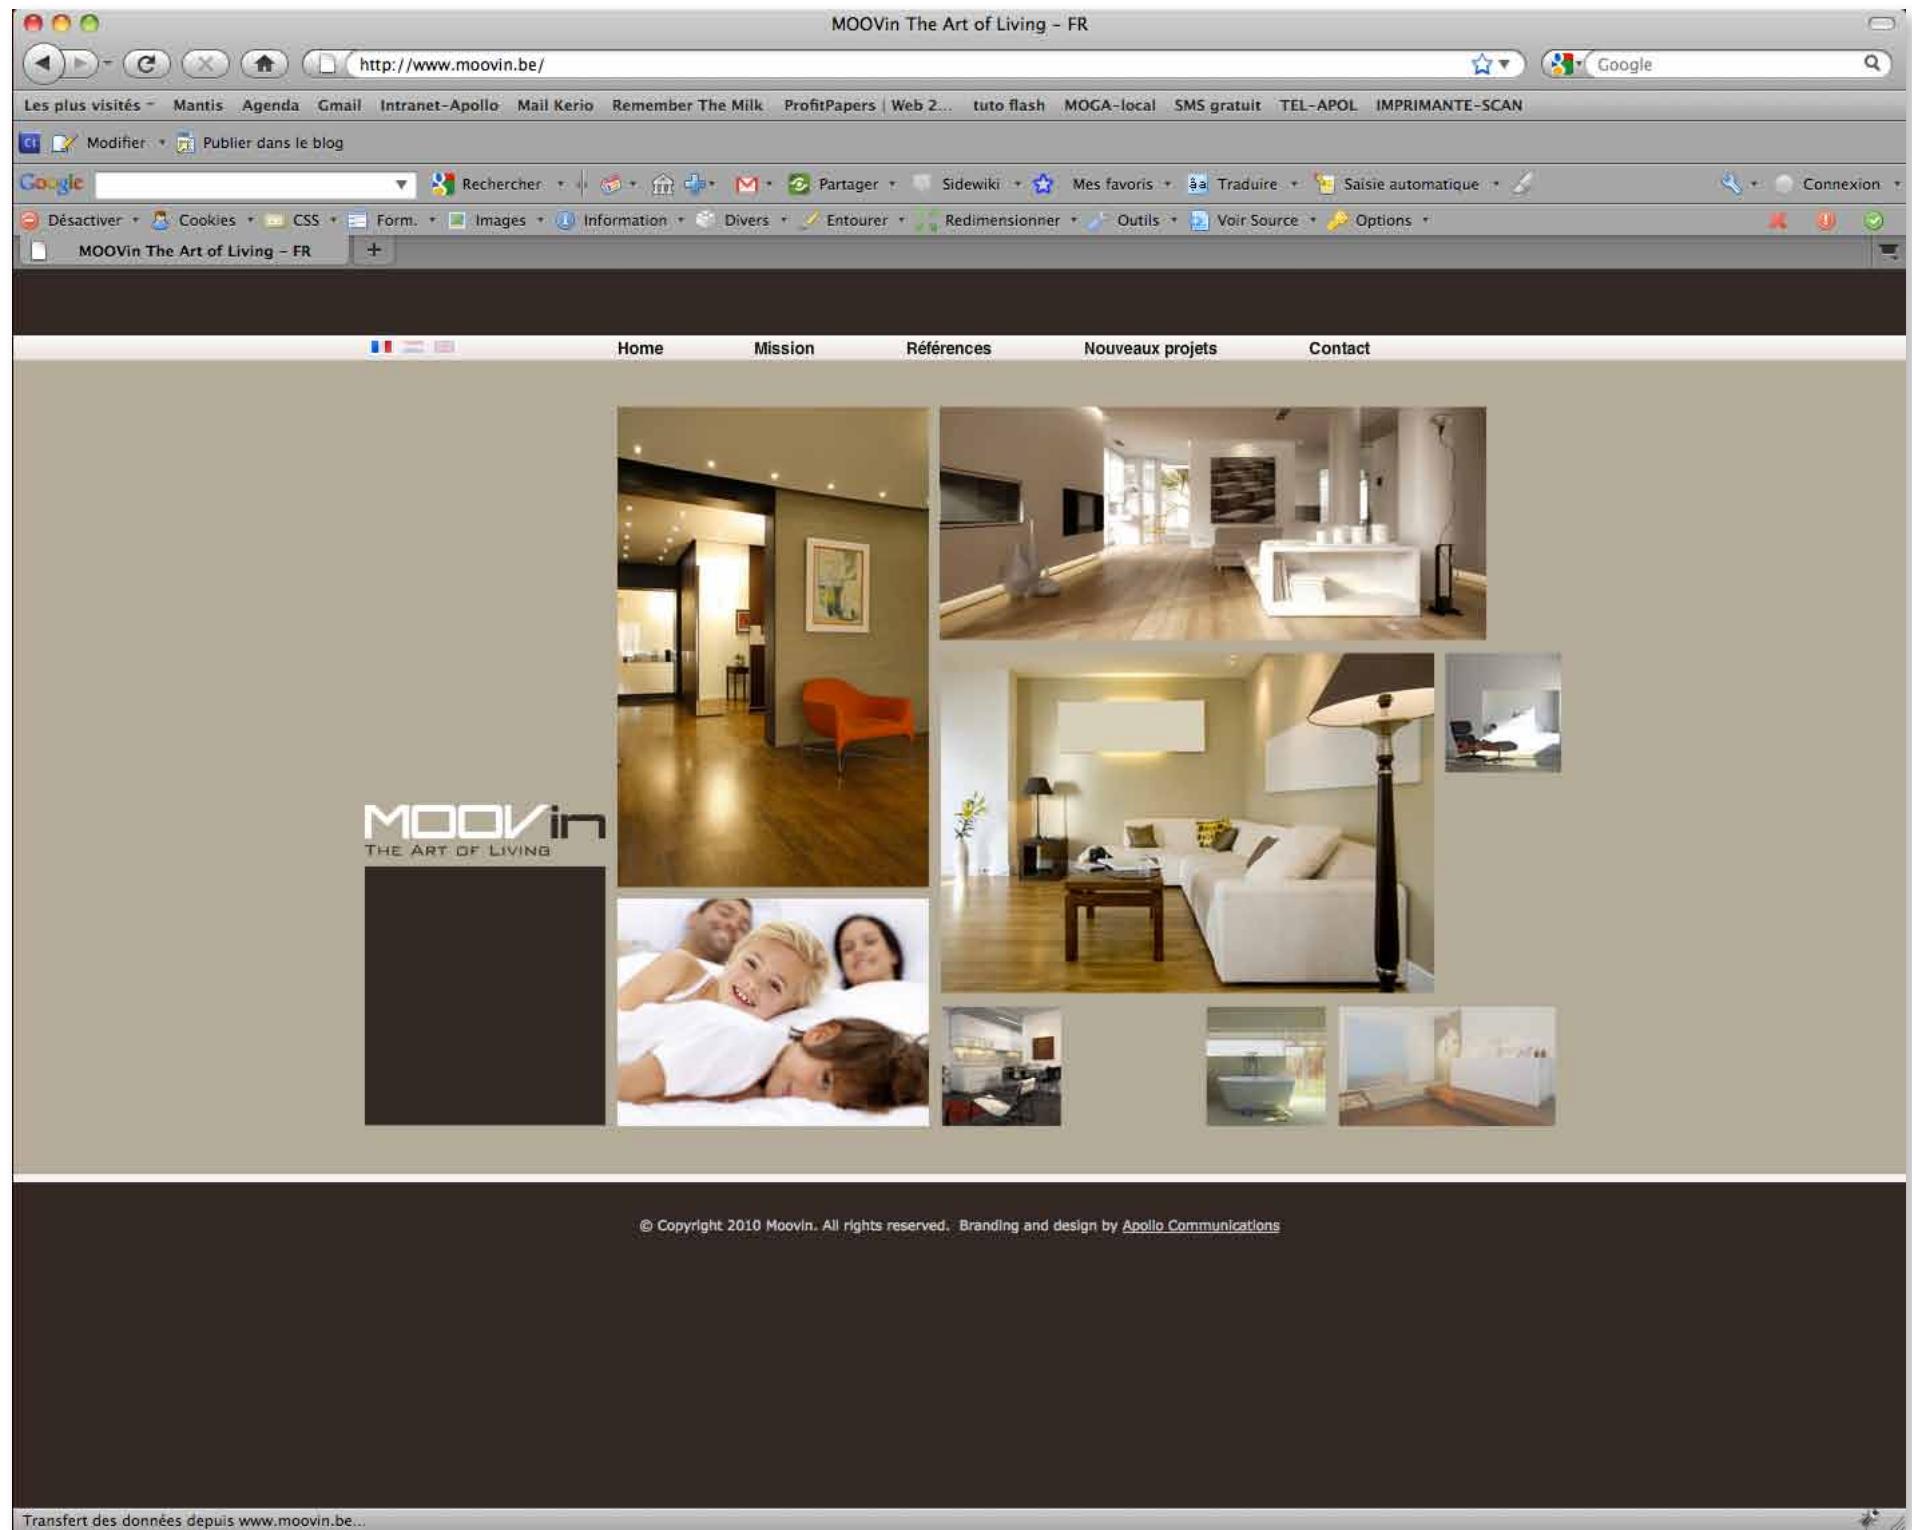 MOOVin The Art of Living – FR
http://www.moovin.be/
Google
Les plus visités Mantis Agenda Gmail Intranet-Apollo Mail Kerio Remember The Milk ProfitPapers | Web 2... tuto flash MOGA-local SMS gratuit TEL-APOL IMPRIMANTE-SCAN
Modifier Publier dans le blog
Google Rechercher Partager Sidewiki Mes favoris Traduire Saisie automatique Connexion
Désactiver Cookies CSS Form. Images Information Divers Entourer Redimensionner Outils Voir Source Options
MOOVin The Art of Living – FR
Home Mission Références Nouveaux projets Contact
MOOVin
THE ART OF LIVING
© Copyright 2010 Moovin. All rights reserved. Branding and design by Apollo Communications
Transfert des données depuis www.moovin.be...